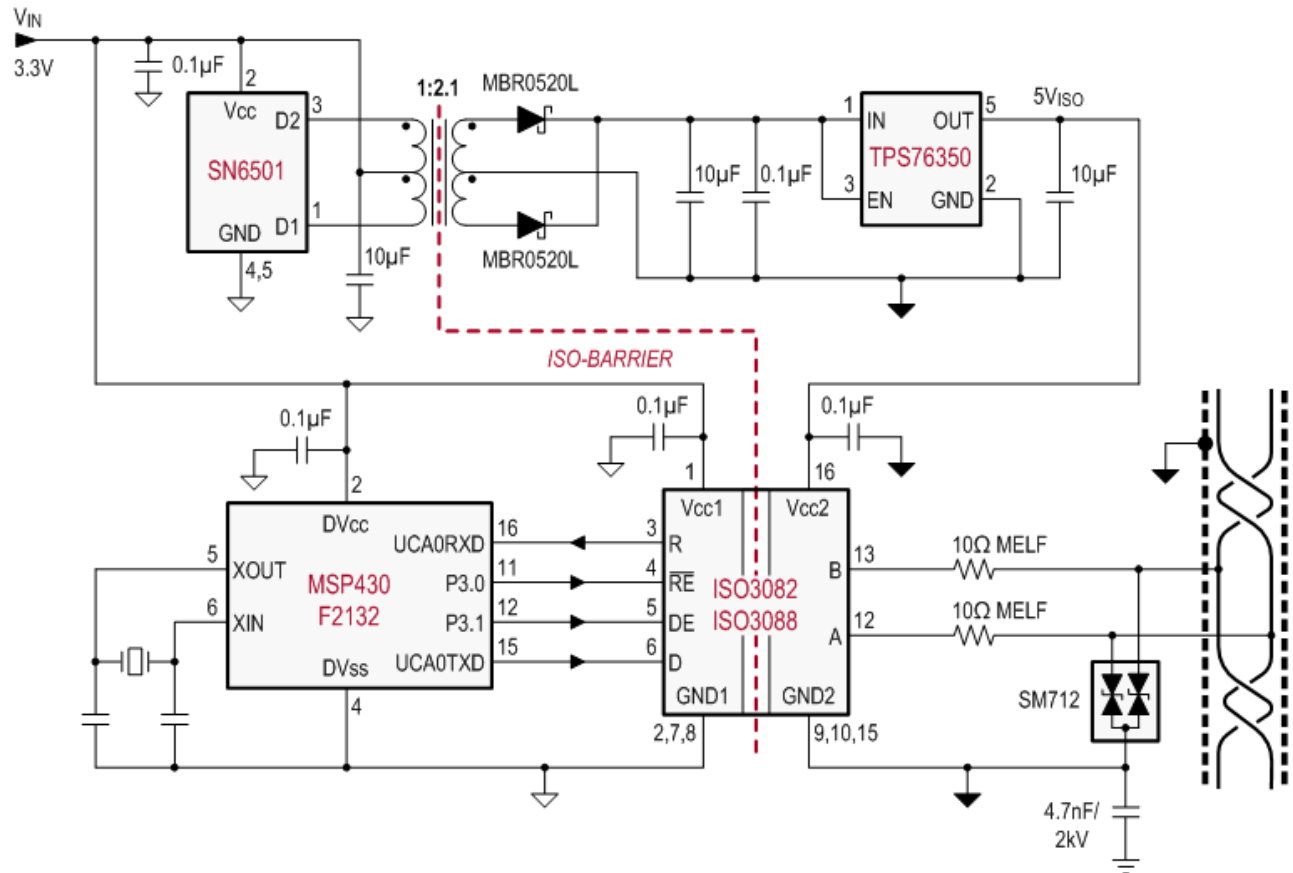 VIN
3.3V
0.1µF
2
Vcc
D2
3
SN6501
D1
1
GND
4,5
10µF
1:2.1
MBR0520L
MBR0520L
10µF
0.1µF
1
IN
OUT
5
TPS76350
3
EN
GND
2
5VISO
10µF
ISO-BARRIER
0.1µF
2
DVcc
5
XOUT
6
XIN
MSP430
F2132
UCA0RXD
16
P3.0
11
P3.1
12
UCA0TXD
15
DVss
4
0.1µF
1
Vcc1
3
R
4
RE
5
DE
6
D
GND1
2,7,8
ISO3082
ISO3088
0.1µF
16
Vcc2
B
13
A
12
GND2
9,10,15
10Ω MELF
10Ω MELF
SM712
4.7nF/
2kV